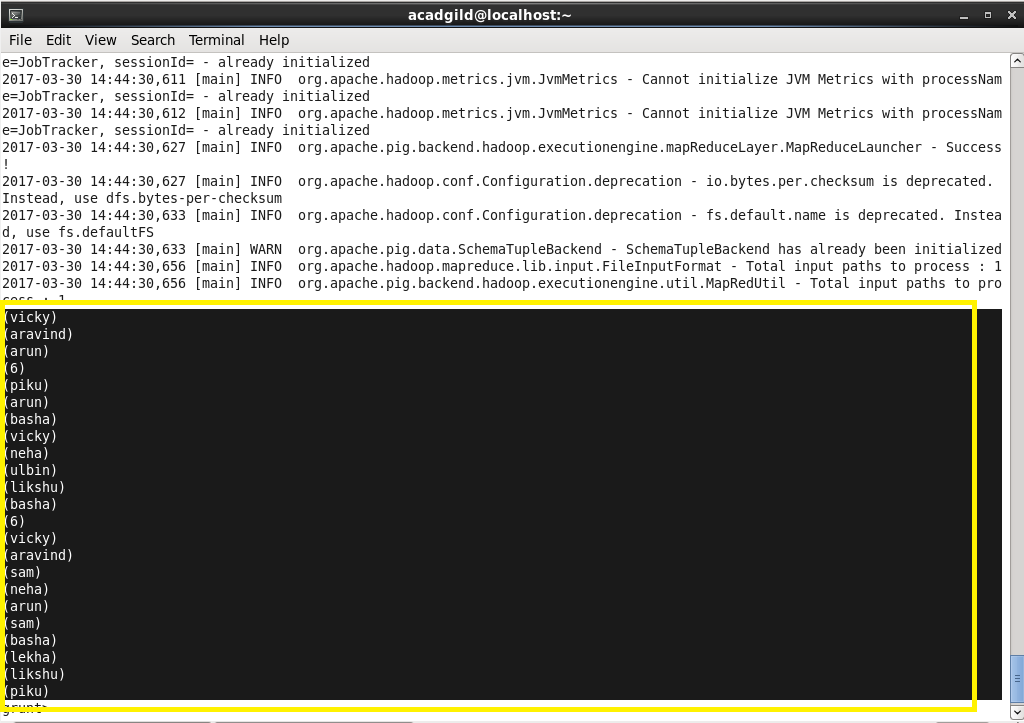 acadgild@localhost:~
File Edit View Search Terminal Help
e=JobTracker, sessionId= - already initialized
2017-03-30 14:44:30,611 [main] INFO  org.apache.hadoop.metrics.jvm.JvmMetrics - Cannot initialize JVM Metrics with processNam
e=JobTracker, sessionId= - already initialized
2017-03-30 14:44:30,612 [main] INFO  org.apache.hadoop.metrics.jvm.JvmMetrics - Cannot initialize JVM Metrics with processNam
e=JobTracker, sessionId= - already initialized
2017-03-30 14:44:30,627 [main] INFO  org.apache.pig.backend.hadoop.executionengine.mapReduceLayer.MapReduceLauncher - Success
!
2017-03-30 14:44:30,627 [main] INFO  org.apache.hadoop.conf.Configuration.deprecation - io.bytes.per.checksum is deprecated.
Instead, use dfs.bytes-per-checksum
2017-03-30 14:44:30,633 [main] INFO  org.apache.hadoop.conf.Configuration.deprecation - fs.default.name is deprecated. Instea
d, use fs.defaultFS
2017-03-30 14:44:30,633 [main] WARN  org.apache.pig.data.SchemaTupleBackend - SchemaTupleBackend has already been initialized
2017-03-30 14:44:30,656 [main] INFO  org.apache.hadoop.mapreduce.lib.input.FileInputFormat - Total input paths to process : 1
2017-03-30 14:44:30,656 [main] INFO  org.apache.pig.backend.hadoop.executionengine.util.MapRedUtil - Total input paths to pro
cess : 1
(vicky)
(aravind)
(arun)
(6)
(piku)
(arun)
(basha)
(vicky)
(neha)
(ulbin)
(likshu)
(basha)
(6)
(vicky)
(aravind)
(sam)
(neha)
(arun)
(sam)
(basha)
(lekha)
(likshu)
(piku)
grunt>